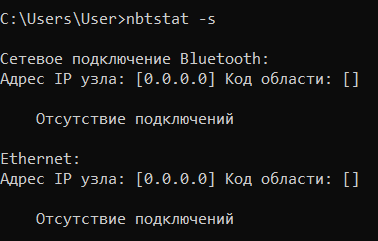 C:\Users\User>nbtstat -s
Сетевое подключение Bluetooth:
Адрес IP узла: [0.0.0.0] Код области: []
Отсутствие подключений
Ethernet:
Адрес IP узла: [0.0.0.0] Код области: []
Отсутствие подключений